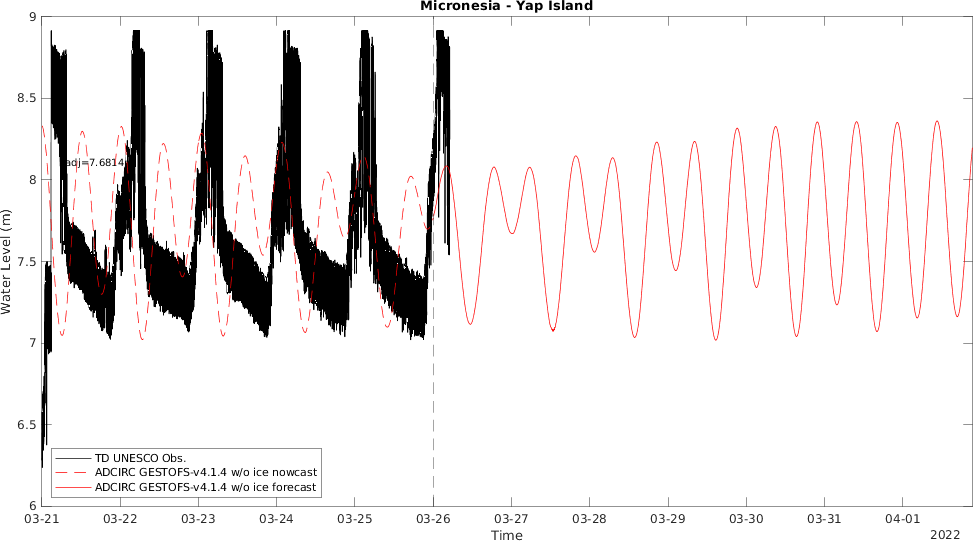 Micronesia - Yap Island
9
8.5
adj=7.6814
8
7.5
7
6.5
6
Water Level (m)
TD UNESCO Obs.
ADCIRC GESTOFS-v4.1.4 w/o ice nowcast
ADCIRC GESTOFS-v4.1.4 w/o ice forecast
03-21 03-22 03-23 03-24 03-25 03-26 03-27 03-28 03-29 03-30 03-31 04-01
Time
2022